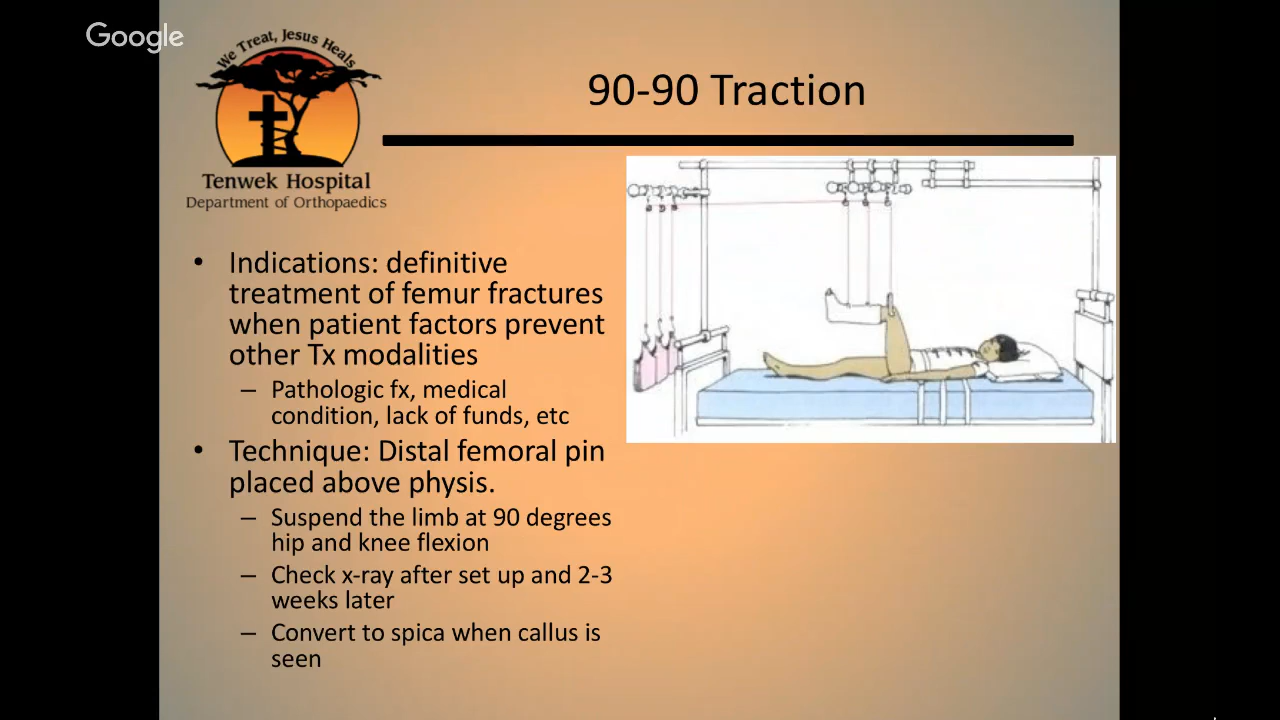 Google
We Treat, Jesus Heals
Tenwek Hospital
Department of Orthopaedics
90-90 Traction
• Indications: definitive
treatment of femur fractures
when patient factors prevent
other Tx modalities
– Pathologic fx, medical
condition, lack of funds, etc
• Technique: Distal femoral pin
placed above physis.
– Suspend the limb at 90 degrees
hip and knee flexion
– Check x-ray after set up and 2-3
weeks later
– Convert to spica when callus is
seen